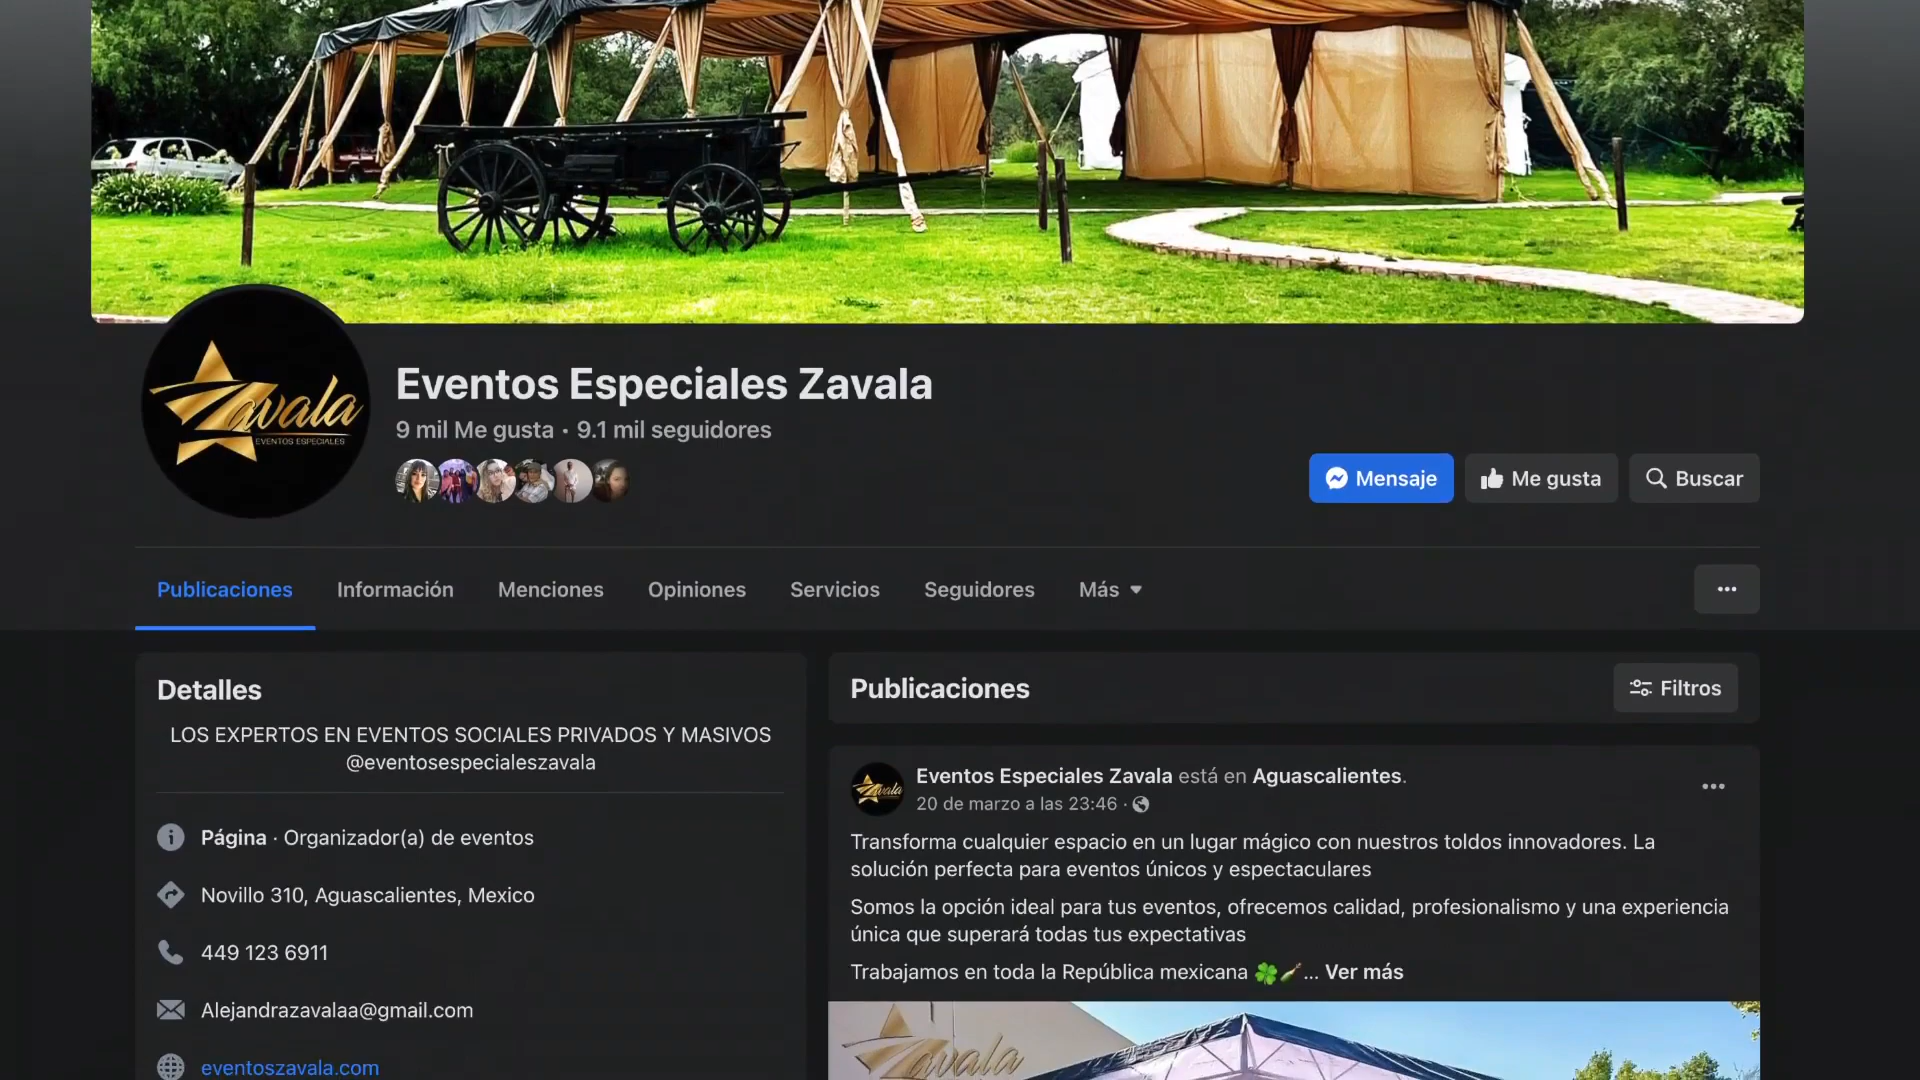 Zavala
EVENTOS ESPECIALES
Eventos Especiales Zavala
9 mil Me gusta · 9.1 mil seguidores
Mensaje
Me gusta
Buscar
Publicaciones
Información
Menciones
Opiniones
Servicios
Seguidores
Más
Detalles
LOS EXPERTOS EN EVENTOS SOCIALES PRIVADOS Y MASIVOS
@eventosespecialeszavala
Página · Organizador(a) de eventos
Novillo 310, Aguascalientes, Mexico
449 123 6911
Alejandrazavalaa@gmail.com
eventoszavala.com
Publicaciones
Filtros
Zavala
Eventos Especiales Zavala está en Aguascalientes.
20 de marzo a las 23:46 ·
Transforma cualquier espacio en un lugar mágico con nuestros toldos innovadores. La
solución perfecta para eventos únicos y espectaculares
Somos la opción ideal para tus eventos, ofrecemos calidad, profesionalismo y una experiencia
única que superará todas tus expectativas
Trabajamos en toda la República mexicana 🍀🍾... Ver más
Zavala